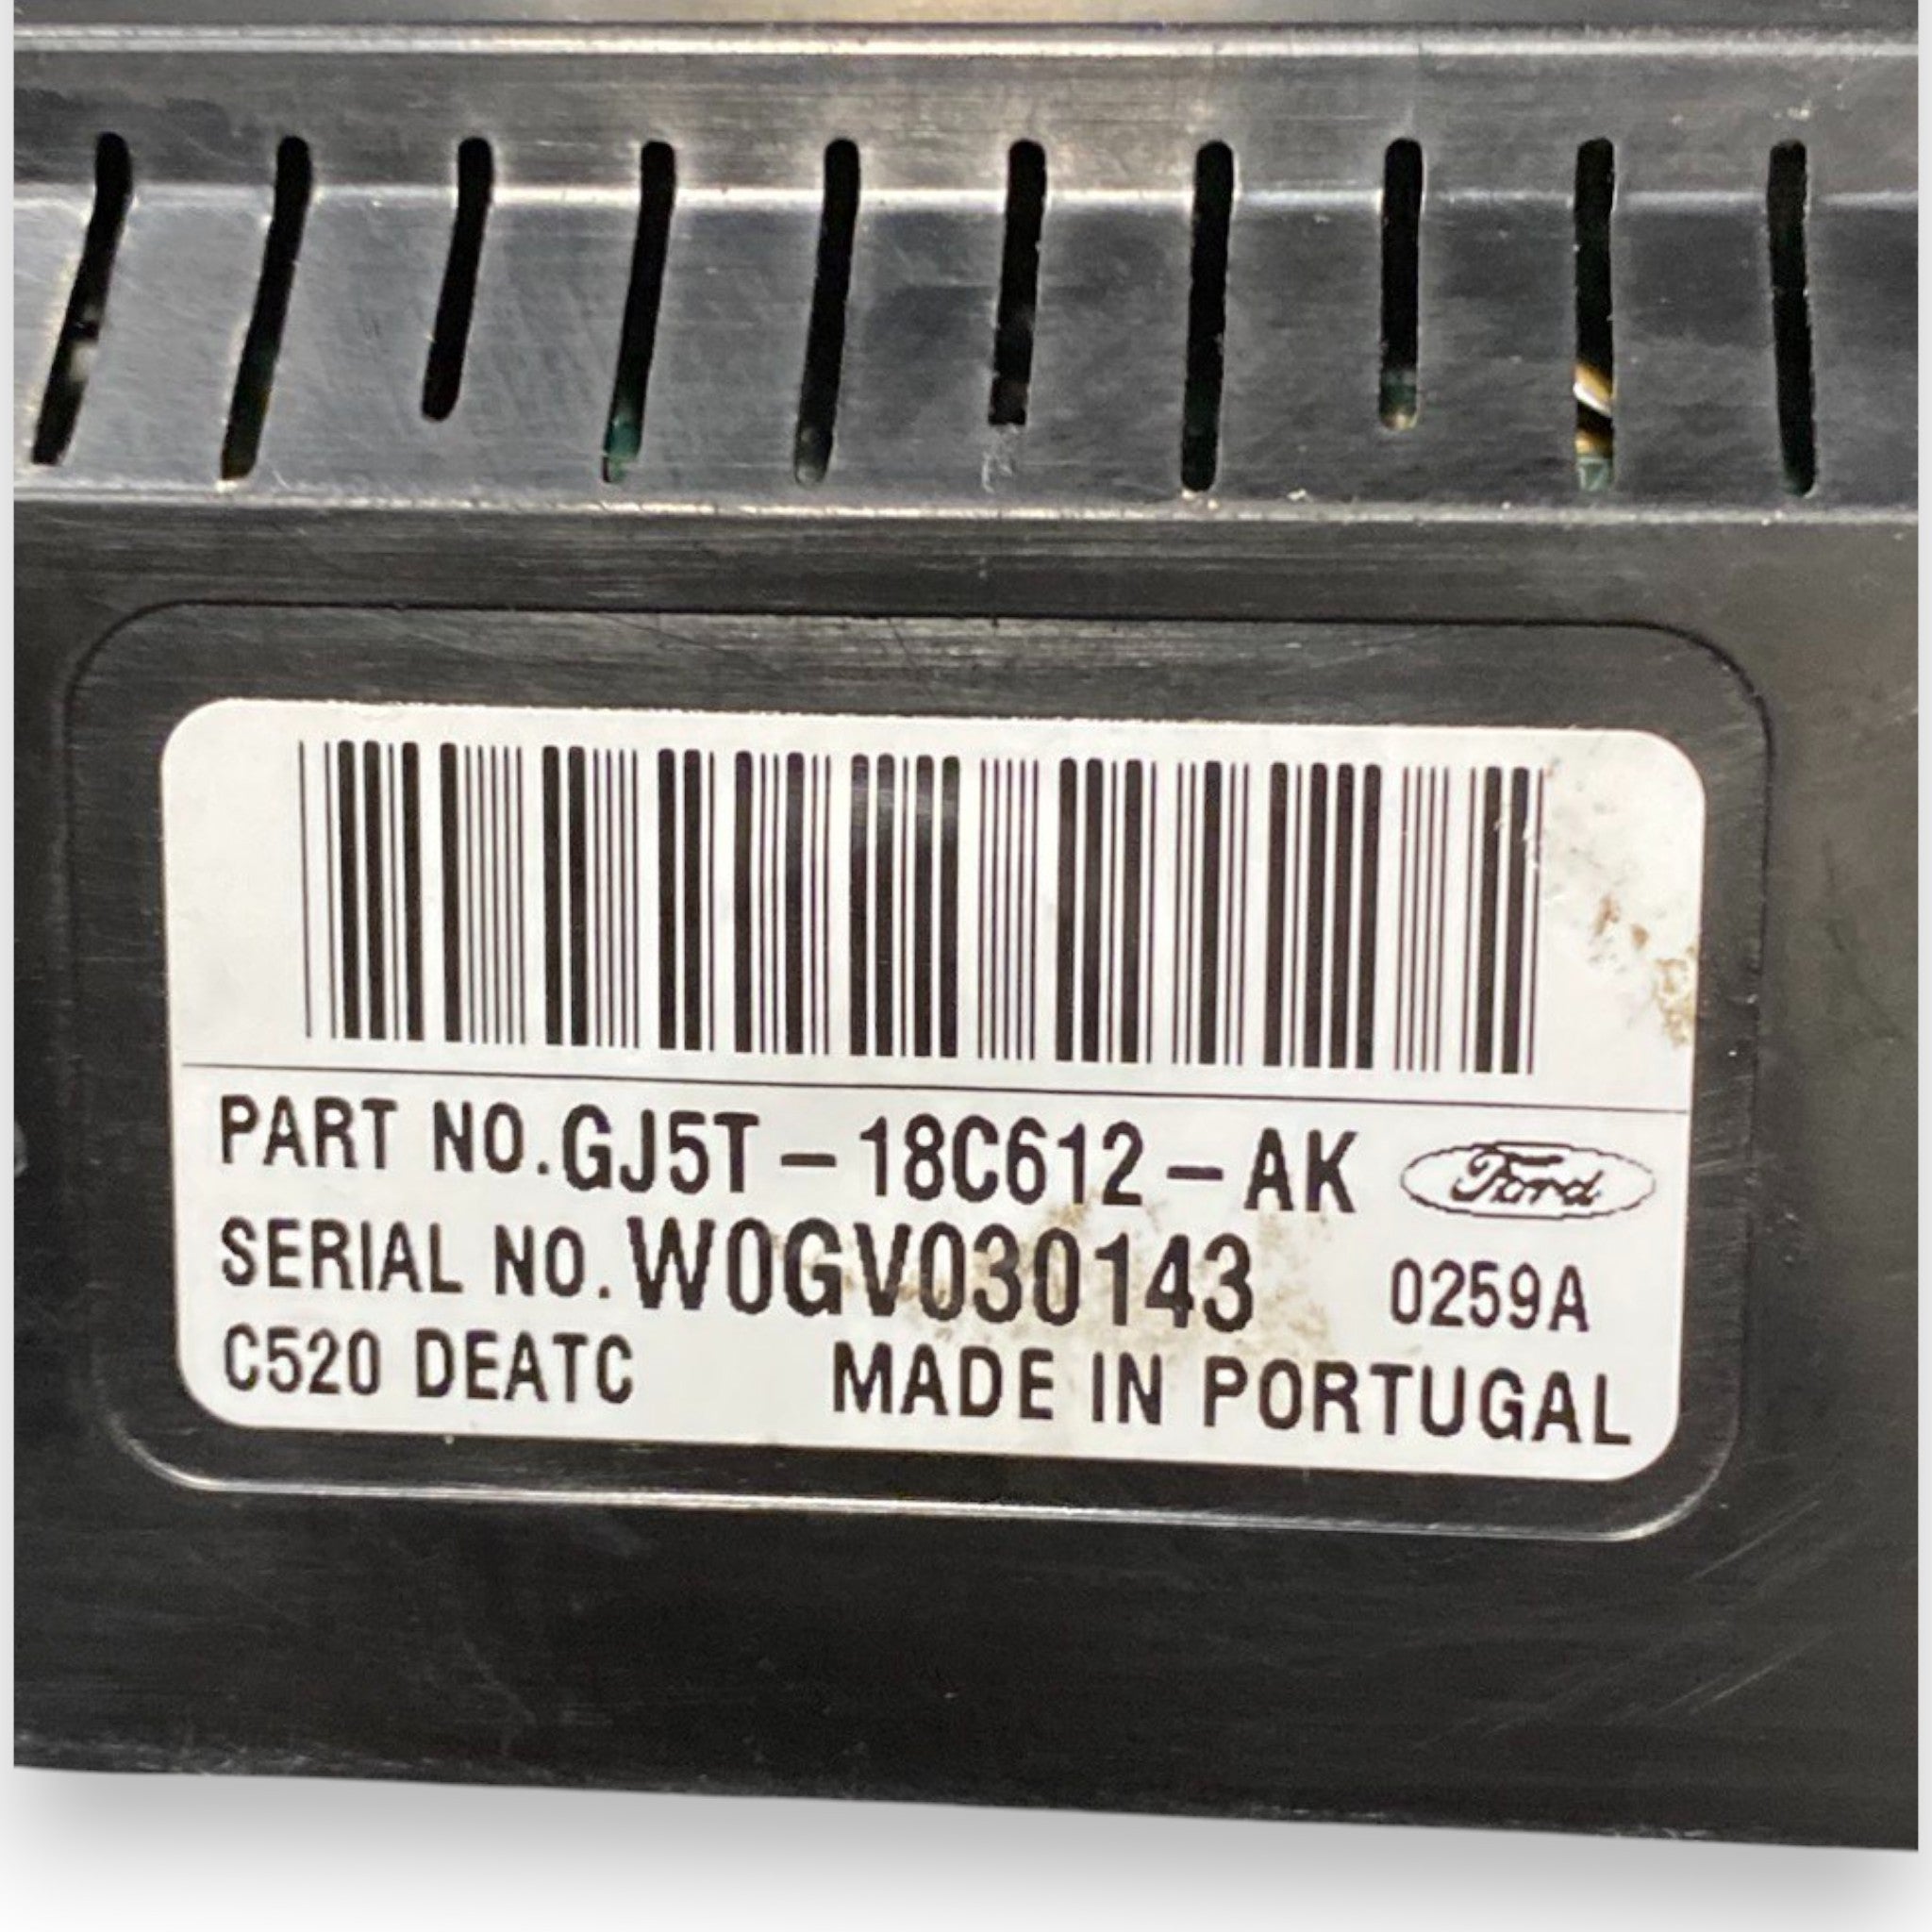 PART NO.GJ5T-18C612-AK Ford
SERIAL NO.W0GV030143 0259A
C520 DEATC MADE IN PORTUGAL